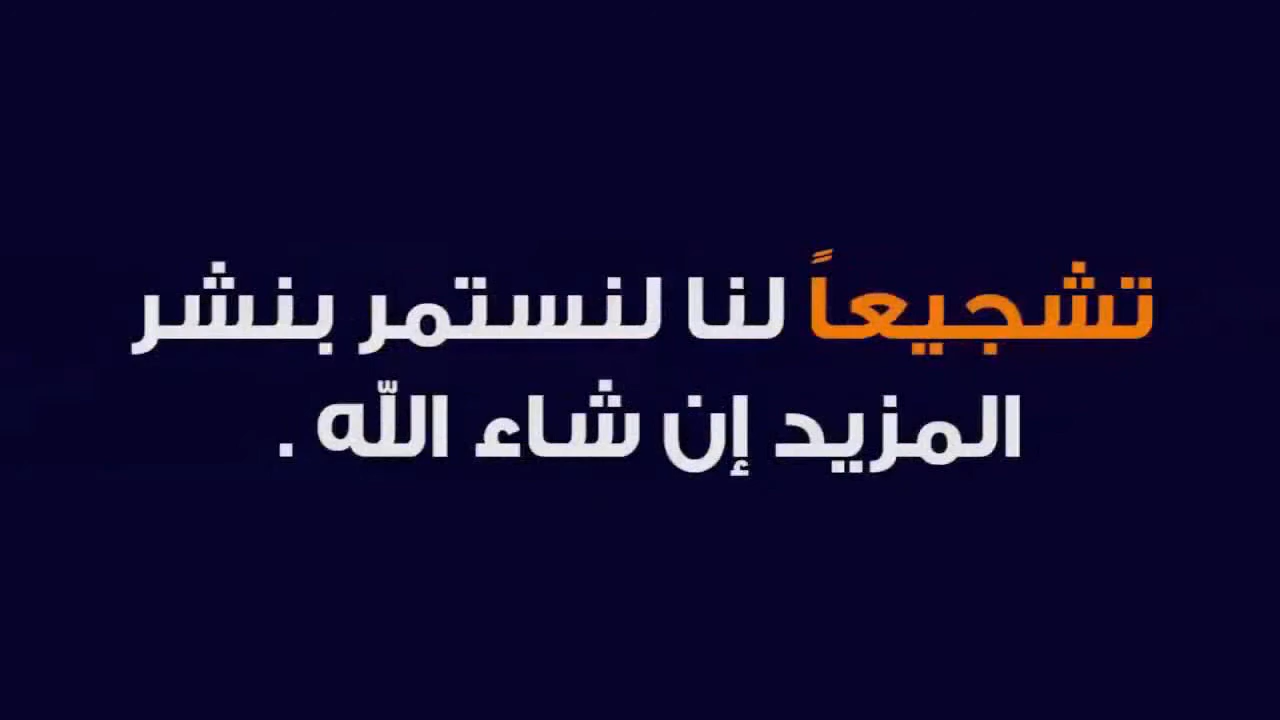 تشجيعاً لنا لنستمر بنشر
المزيد إن شاء اللّه .